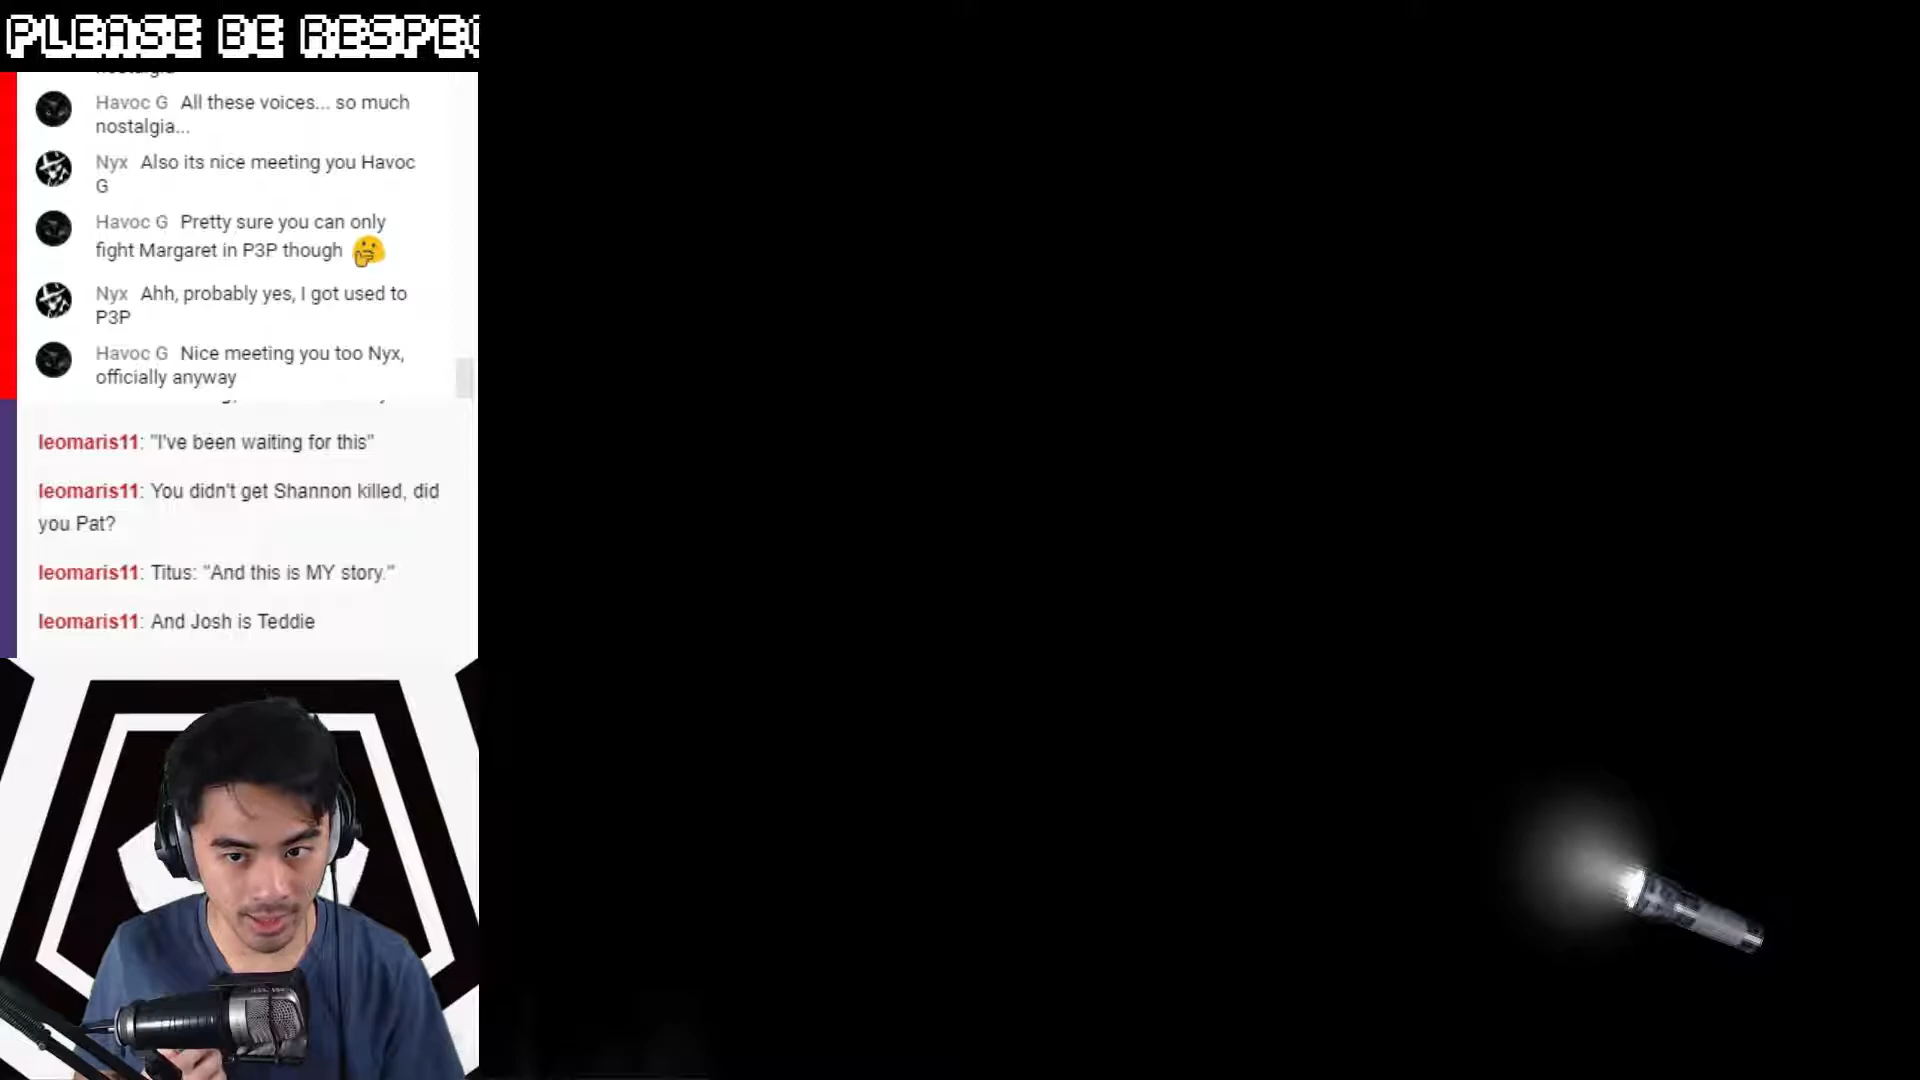 PLEASE BE RESPEC
nostalgia
Havoc G All these voices... so much
nostalgia...
Nyx Also its nice meeting you Havoc
G
Havoc G Pretty sure you can only
fight Margaret in P3P though
Nyx Ahh, probably yes, I got used to
P3P
Havoc G Nice meeting you too Nyx,
officially anyway
leomaris11: "I've been waiting for this"
leomaris11: You didn't get Shannon killed, did
you Pat?
leomaris11: Titus: "And this is MY story."
leomaris11: And Josh is Teddie